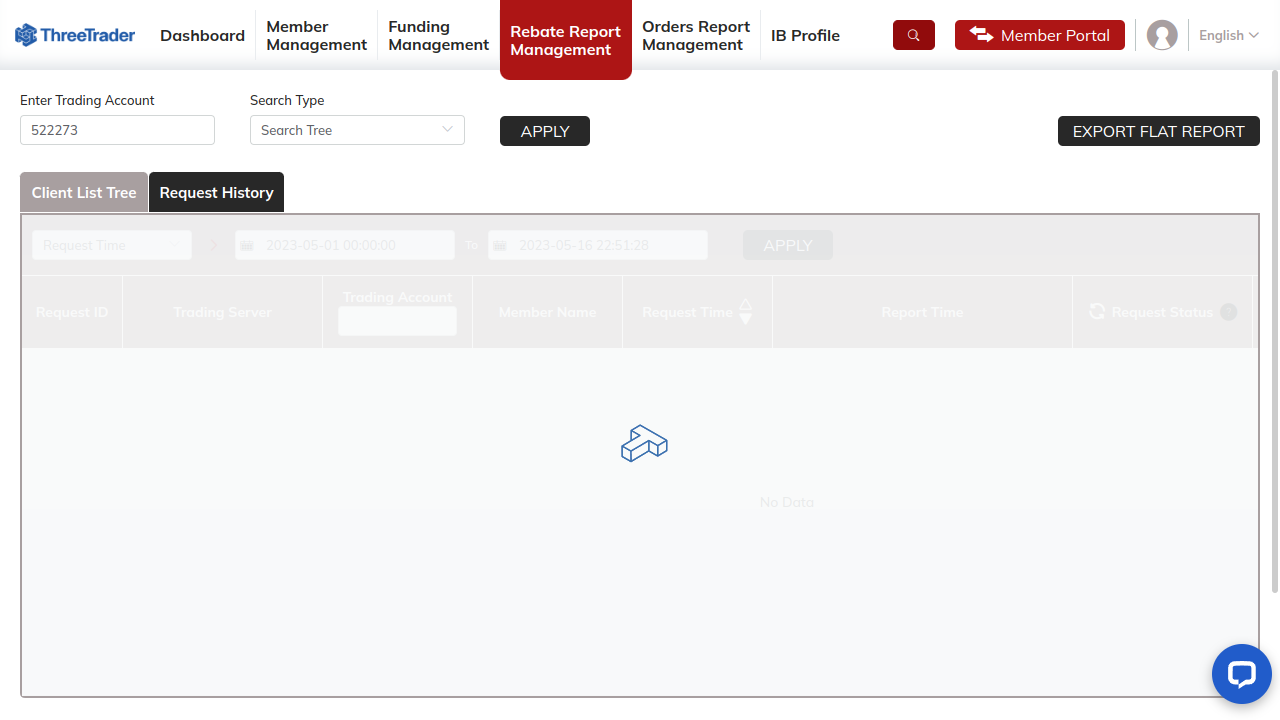 ThreeTrader
Dashboard
Member
Management
Funding
Management
Rebate Report
Management
Orders Report
Management
IB Profile
Member Portal
English
Enter Trading Account
Search Type
522273
Search Tree
APPLY
EXPORT FLAT REPORT
Client List Tree
Request History
Request Time
2023-05-01 00:00:00
To
2023-05-16 22:51:28
APPLY
Request ID
Trading Server
Trading Account
Member Name
Request Time
Report Time
Request Status
No Data